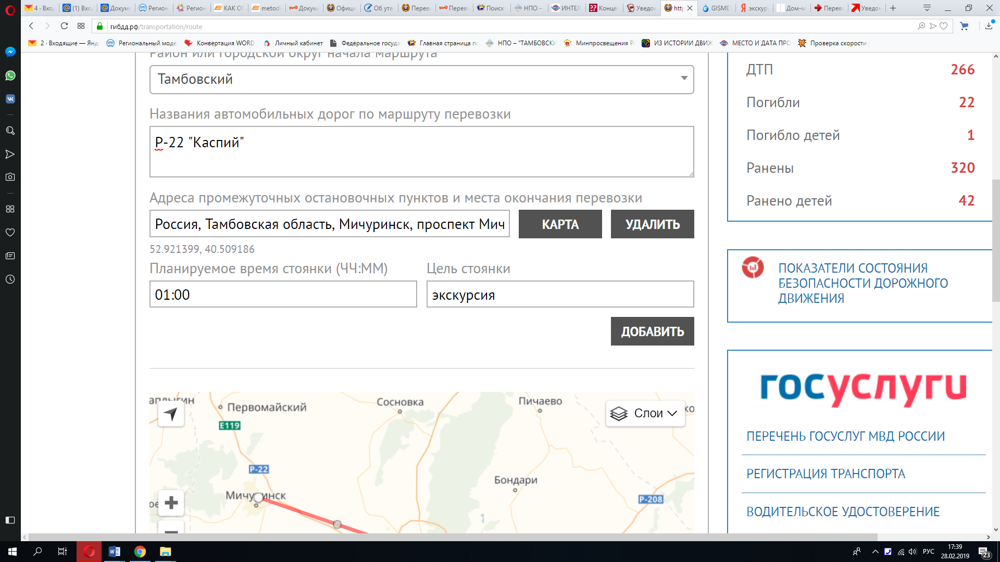 4 · Вход
(1) Вхо
Докуме
Регион
Регион
КАК ОГ
metodi
Докум
Офици
Об утв
Перев
Перев
Поиск
НПО –
ИНТЕЛ
Конце
Уведо
http
GISME
экскур
Дом-м
Перев
Уведо
гибдд.рф/transportation/route
2 · Входящие — Янд
Региональный моде
Конвертация WORD
Личный кабинет
Федеральное госуда
Главная страница по
НПО – "ТАМБОВСКИ
Минпросвещения Р
ИЗ ИСТОРИИ ДВИЖ
МЕСТО И ДАТА ПРО
Проверка скорости
Район или городской округ начала маршрута
Тамбовский
Названия автомобильных дорог по маршруту перевозки
Р-22 "Каспий"
Адреса промежуточных остановочных пунктов и места окончания перевозки
Россия, Тамбовская область, Мичуринск, проспект Мич
КАРТА
УДАЛИТЬ
52.921399, 40.509186
Планируемое время стоянки (ЧЧ:ММ)
Цель стоянки
01:00
экскурсия
ДОБАВИТЬ
Первомайский
Сосновка
Пичаево
Слои
E119
Р-22
Мичуринск
Бондари
Р-208
ДТП 266
Погибли 22
Погибло детей 1
Ранены 320
Ранено детей 42
ПОКАЗАТЕЛИ СОСТОЯНИЯ
БЕЗОПАСНОСТИ ДОРОЖНОГО
ДВИЖЕНИЯ
госуслуги
ПЕРЕЧЕНЬ ГОСУСЛУГ МВД РОССИИ
РЕГИСТРАЦИЯ ТРАНСПОРТА
ВОДИТЕЛЬСКОЕ УДОСТОВЕРЕНИЕ
РУС
17:39
28.02.2019
23